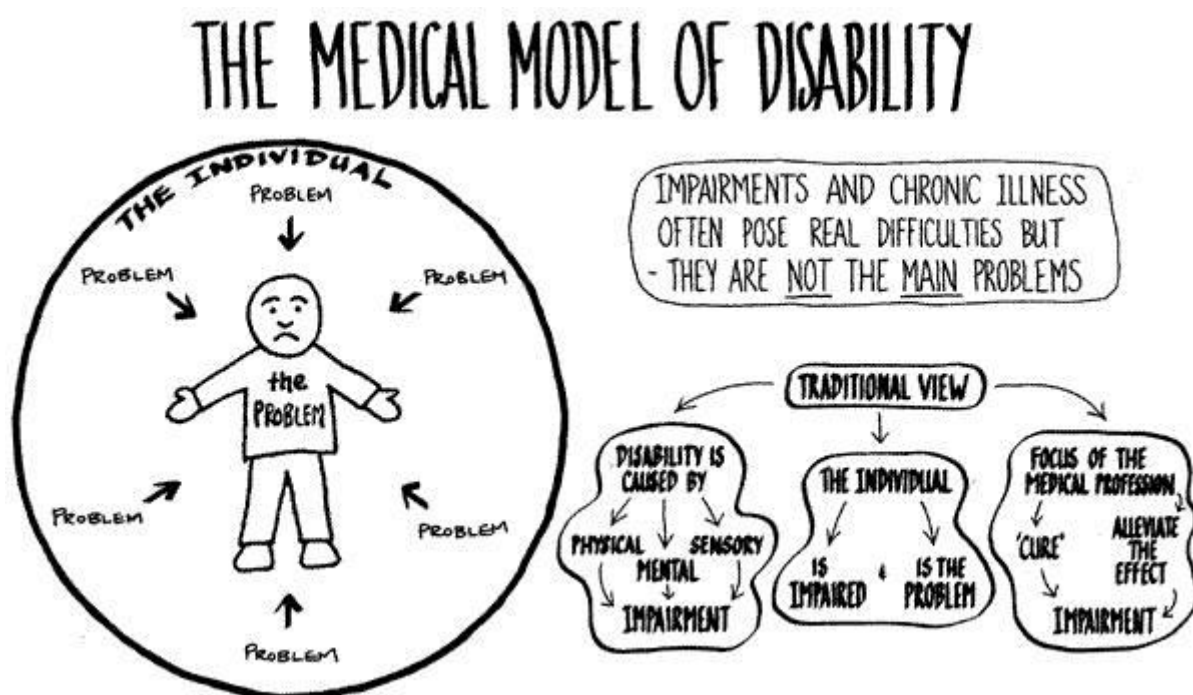 THE MEDICAL MODEL OF DISABILITY
THE INDIVIDUAL
PROBLEM
PROBLEM
PROBLEM
the
PROBLEM
PROBLEM
PROBLEM
PROBLEM
IMPAIRMENTS AND CHRONIC ILLNESS
OFTEN POSE REAL DIFFICULTIES BUT
- THEY ARE NOT THE MAIN PROBLEMS
TRADITIONAL VIEW
DISABILITY IS
CAUSED BY
PHYSICAL
SENSORY
MENTAL
IMPAIRMENT
THE INDIVIDUAL
IS
IMPAIRED
&
IS THE
PROBLEM
FOCUS OF THE
MEDICAL PROFESSION
'CURE'
ALLEVIATE
THE
EFFECT
IMPAIRMENT